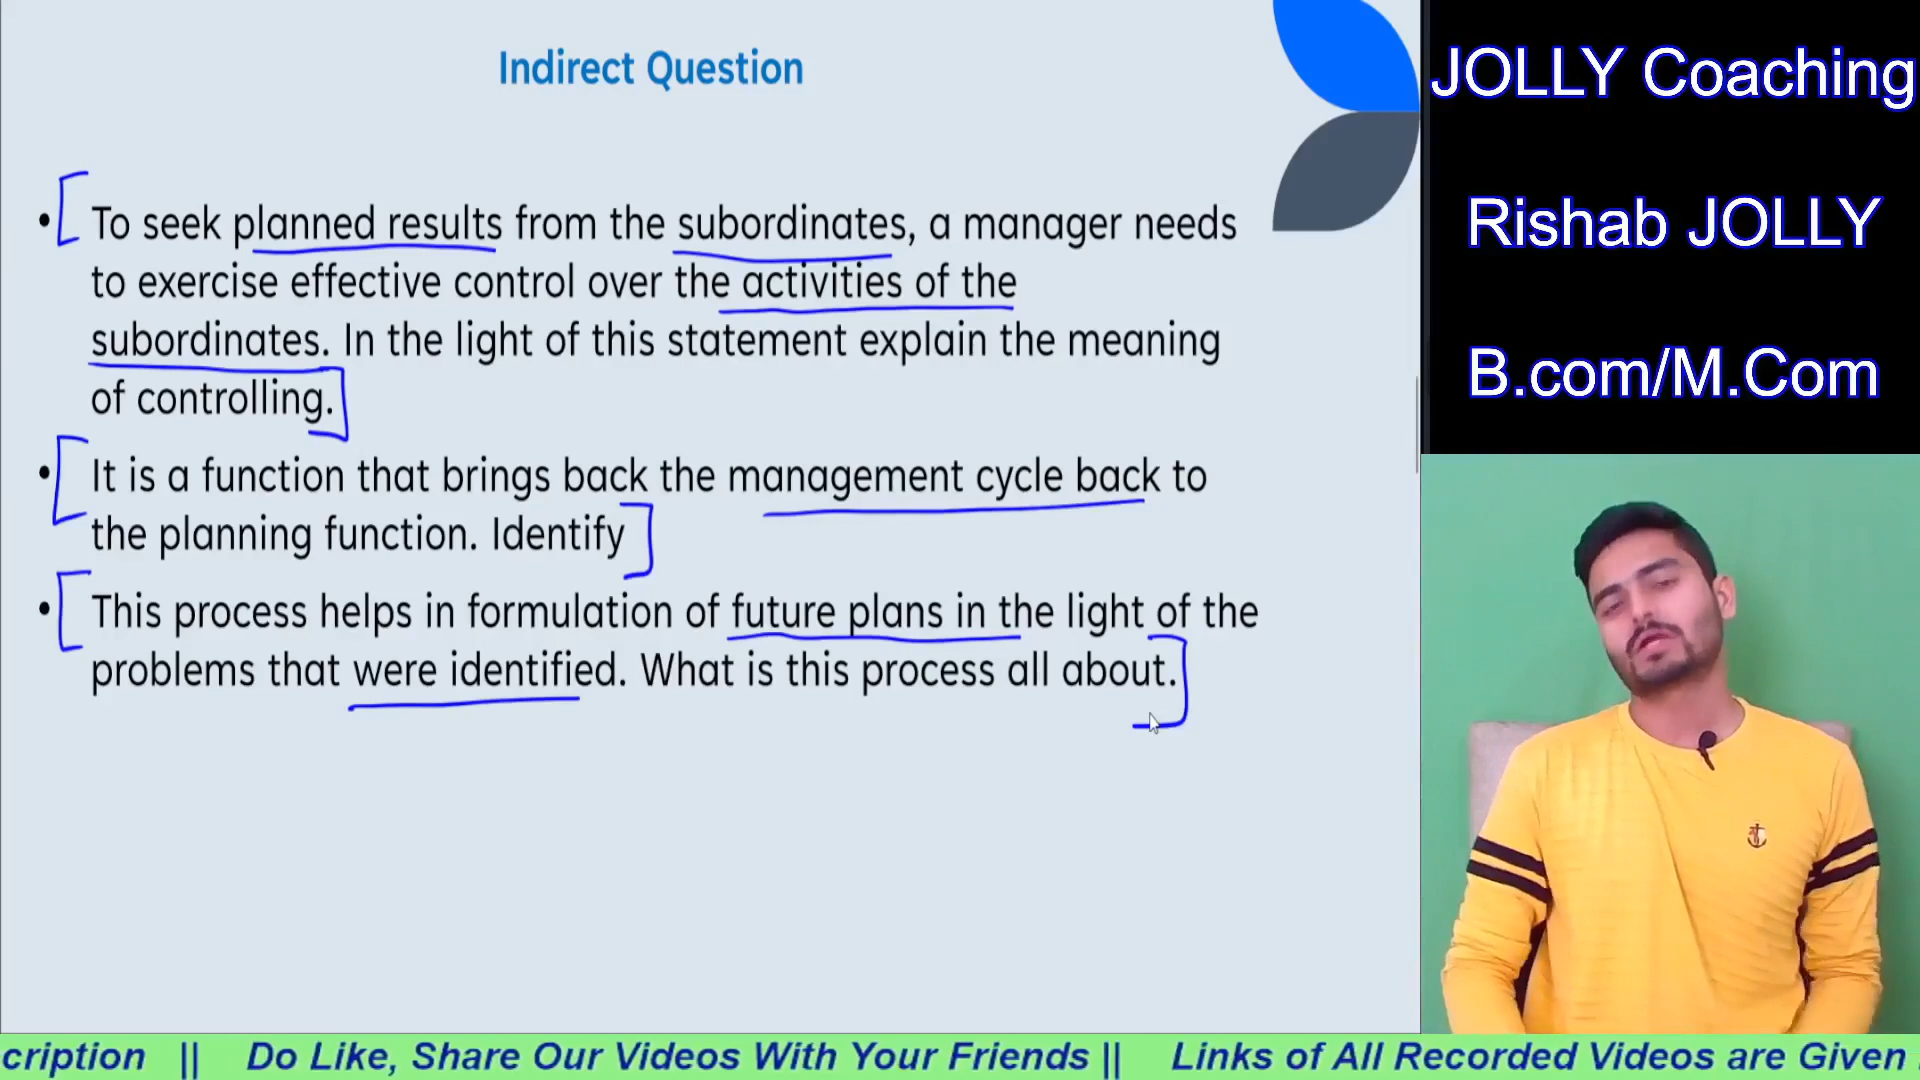 Indirect Question
• To seek planned results from the subordinates, a manager needs
to exercise effective control over the activities of the
subordinates. In the light of this statement explain the meaning
of controlling.
• It is a function that brings back the management cycle back to
the planning function. Identify
• This process helps in formulation of future plans in the light of the
problems that were identified. What is this process all about.
JOLLY Coaching
Rishab JOLLY
B.com/M.Com
cription || Do Like, Share Our Videos With Your Friends || Links of All Recorded Videos are Given